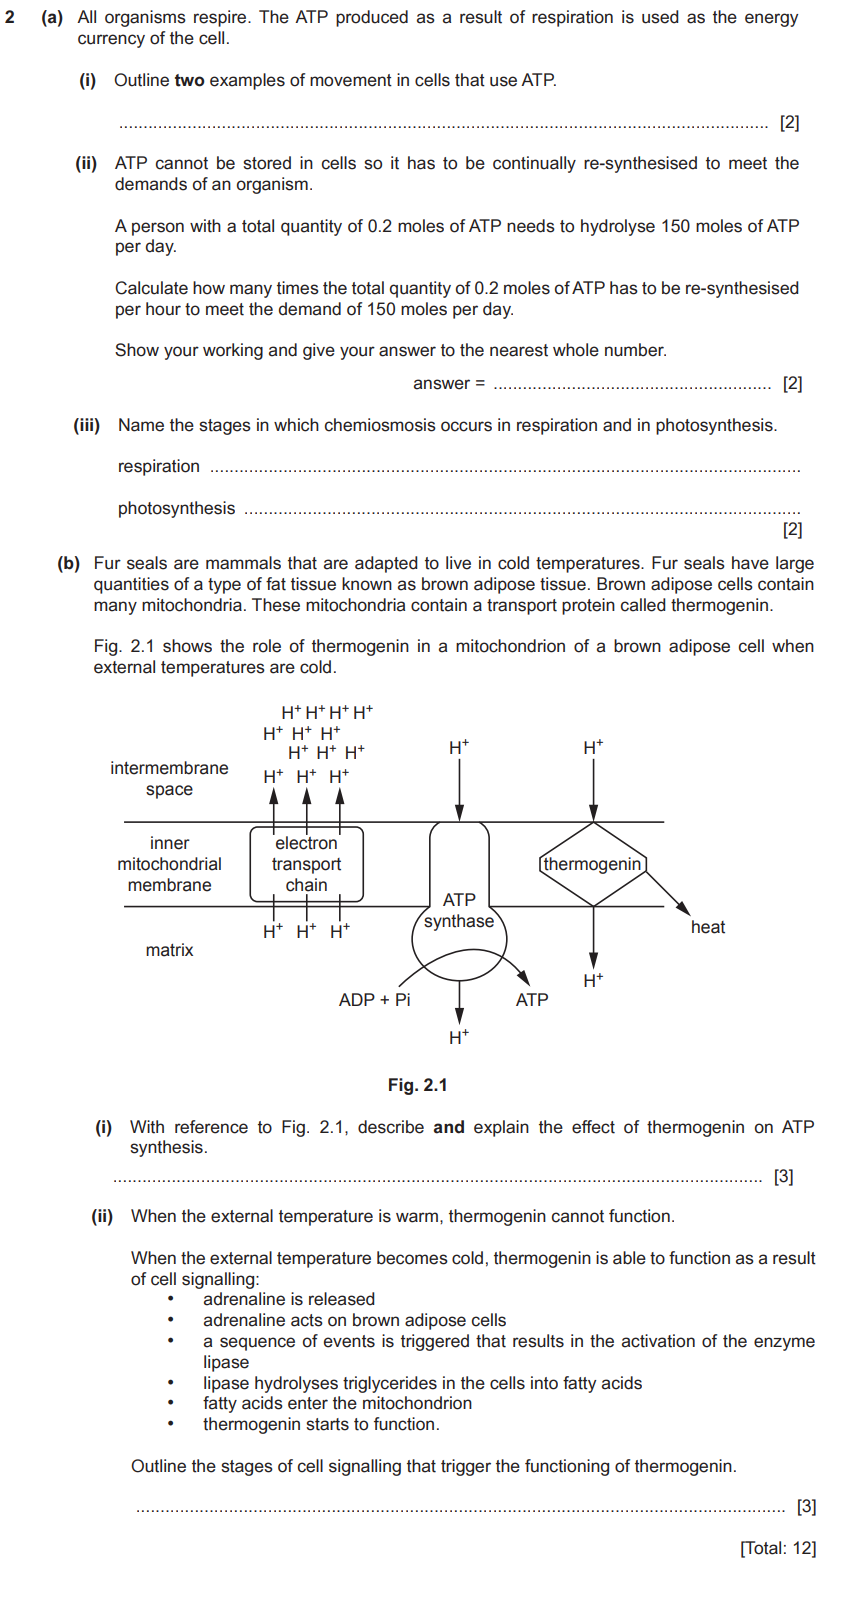 2 (a) All organisms respire. The ATP produced as a result of respiration is used as the energy
currency of the cell.
(i) Outline two examples of movement in cells that use ATP.
[2]
(ii) ATP cannot be stored in cells so it has to be continually re-synthesised to meet the
demands of an organism.
A person with a total quantity of 0.2 moles of ATP needs to hydrolyse 150 moles of ATP
per day.
Calculate how many times the total quantity of 0.2 moles of ATP has to be re-synthesised
per hour to meet the demand of 150 moles per day.
Show your working and give your answer to the nearest whole number.
answer = ........................................................ [2]
(iii) Name the stages in which chemiosmosis occurs in respiration and in photosynthesis.
respiration ........................................................
photosynthesis ........................................................
[2]
(b) Fur seals are mammals that are adapted to live in cold temperatures. Fur seals have large
quantities of a type of fat tissue known as brown adipose tissue. Brown adipose cells contain
many mitochondria. These mitochondria contain a transport protein called thermogenin.
Fig. 2.1 shows the role of thermogenin in a mitochondrion of a brown adipose cell when
external temperatures are cold.
H+ H+ H+ H+
H+ H+ H+
H+ H+ H+
H+ H+ H+
H+
H+
intermembrane
space
inner
mitochondrial
membrane
electron
transport
chain
thermogenin
ATP
synthase
heat
H+ H+ H+
matrix
H+
ADP + Pi
ATP
H+
Fig. 2.1
(i) With reference to Fig. 2.1, describe and explain the effect of thermogenin on ATP
synthesis.
[3]
(ii) When the external temperature is warm, thermogenin cannot function.
When the external temperature becomes cold, thermogenin is able to function as a result
of cell signalling:
• adrenaline is released
• adrenaline acts on brown adipose cells
• a sequence of events is triggered that results in the activation of the enzyme
lipase
• lipase hydrolyses triglycerides in the cells into fatty acids
• fatty acids enter the mitochondrion
• thermogenin starts to function.
Outline the stages of cell signalling that trigger the functioning of thermogenin.
[3]
[Total: 12]